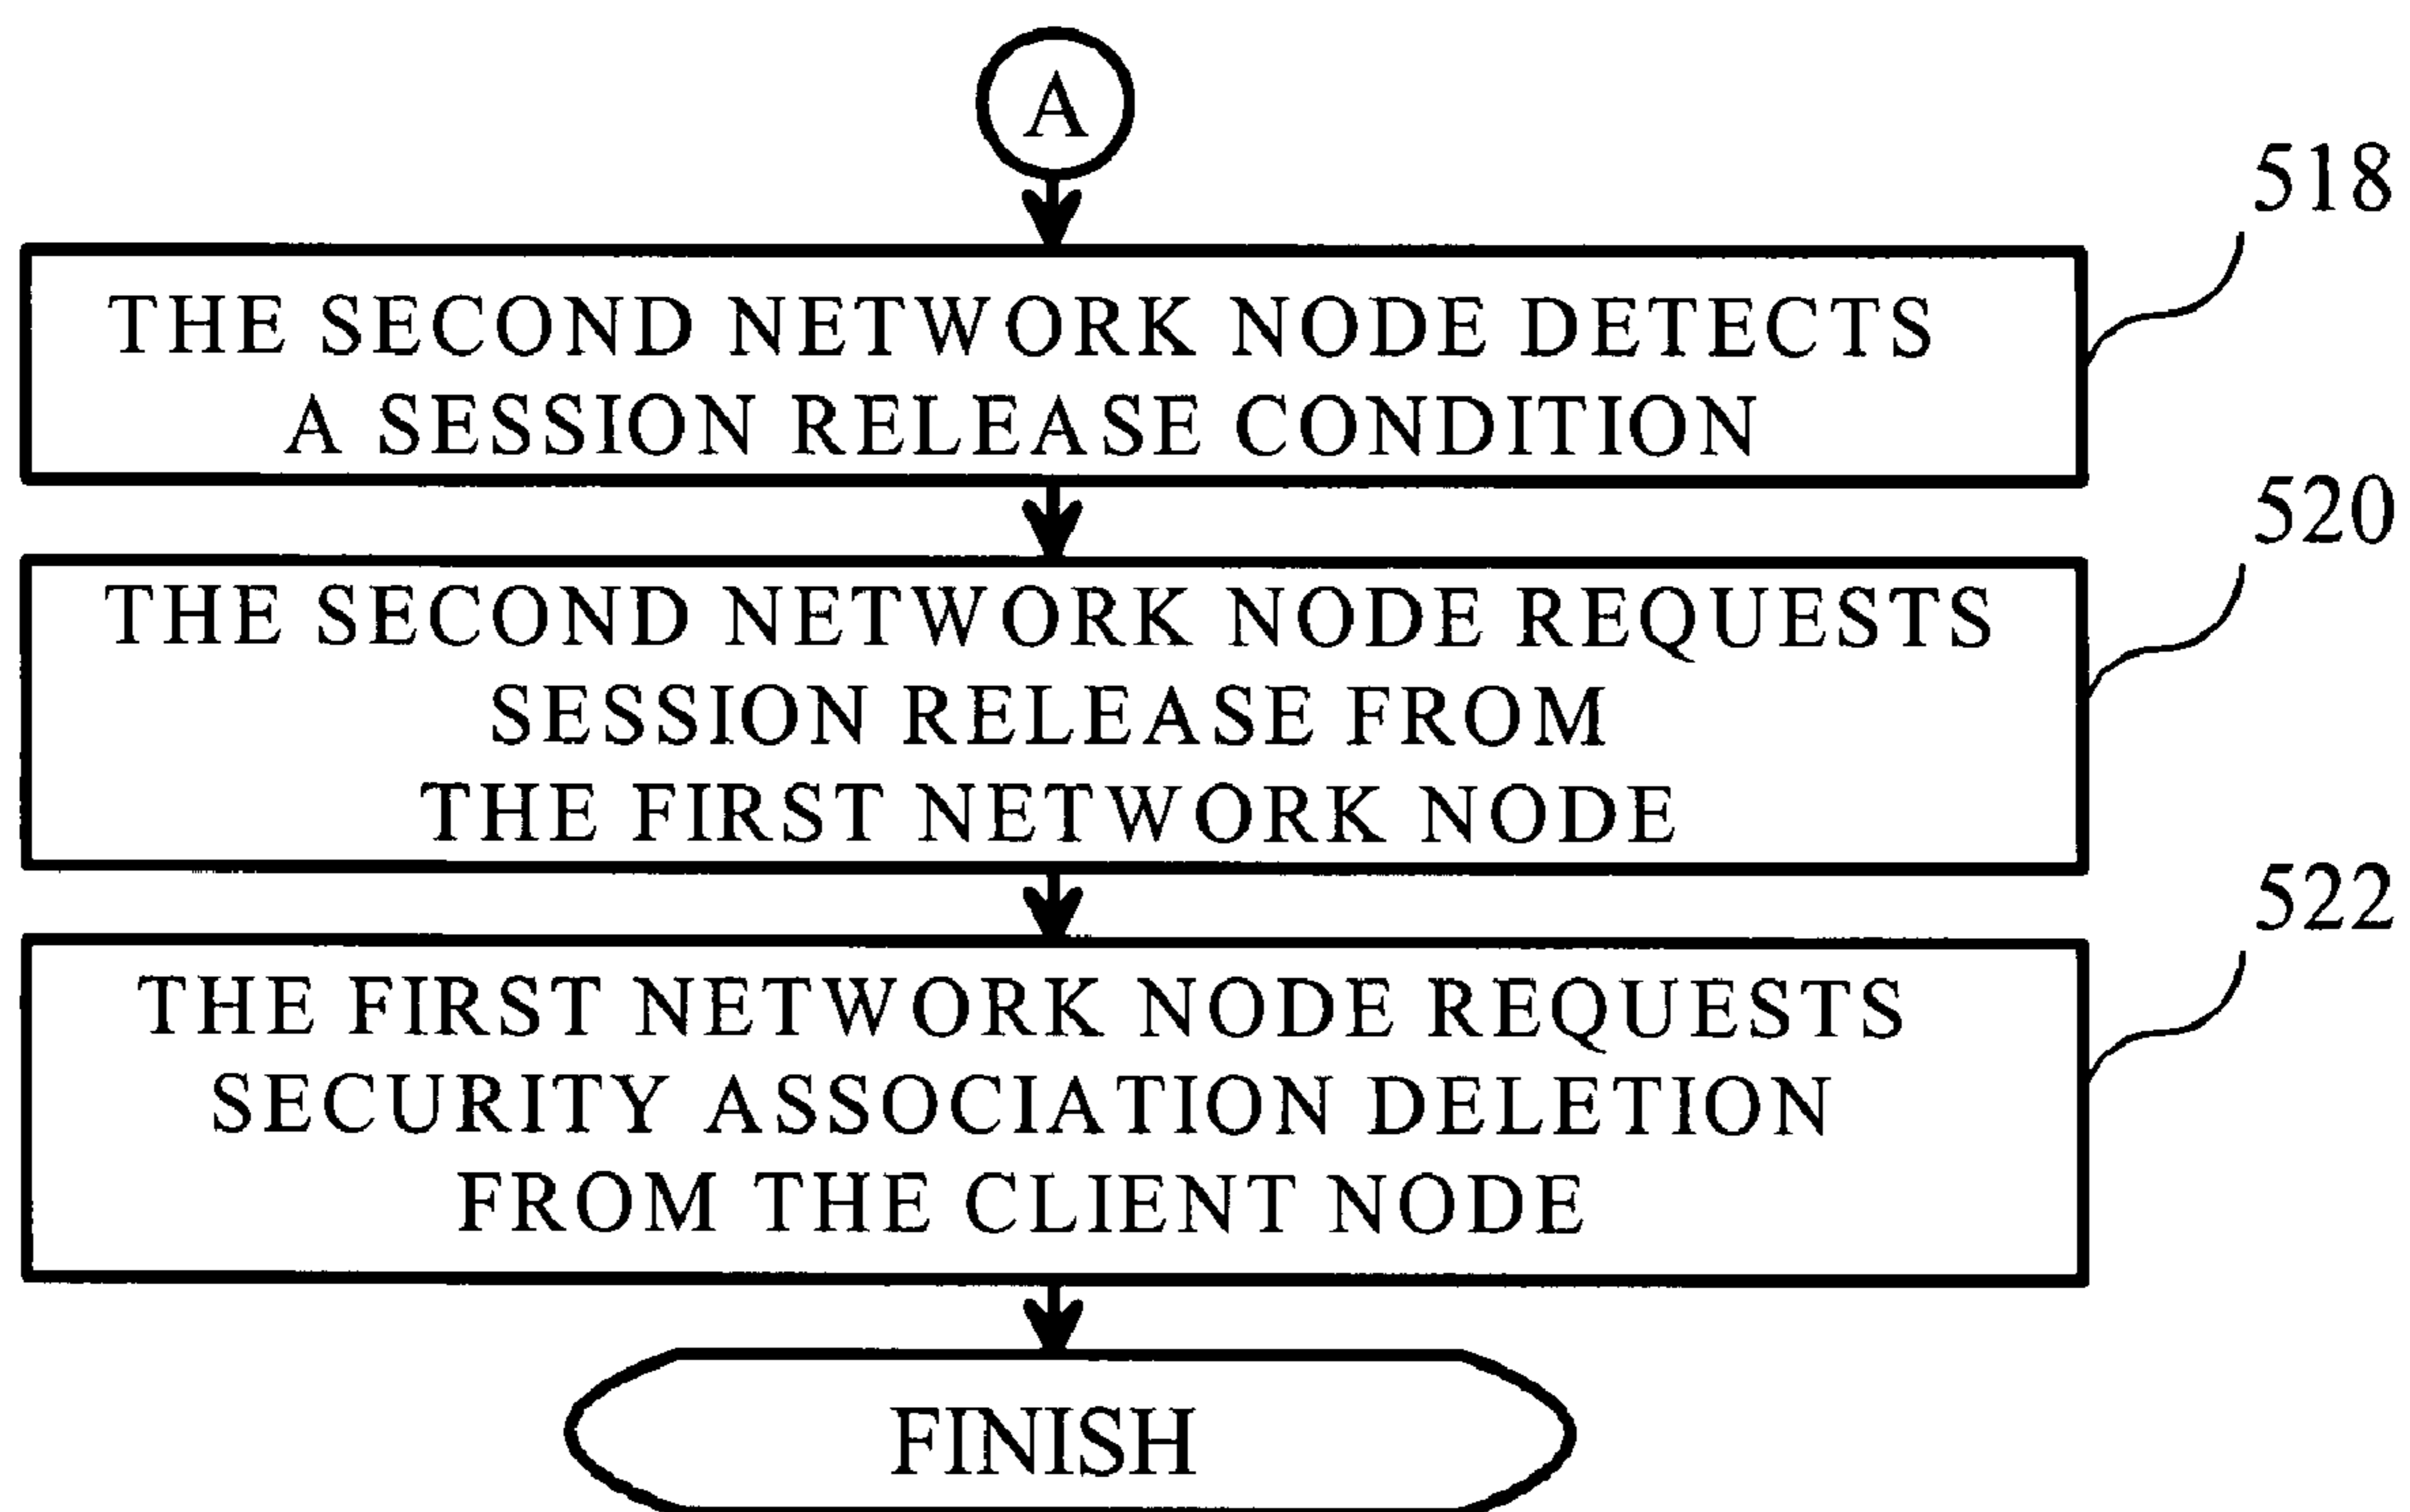 A
518
THE SECOND NETWORK NODE DETECTS
A SESSION RELEASE CONDITION
520
THE SECOND NETWORK NODE REQUESTS
SESSION RELEASE FROM
THE FIRST NETWORK NODE
522
THE FIRST NETWORK NODE REQUESTS
SECURITY ASSOCIATION DELETION
FROM THE CLIENT NODE
FINISH